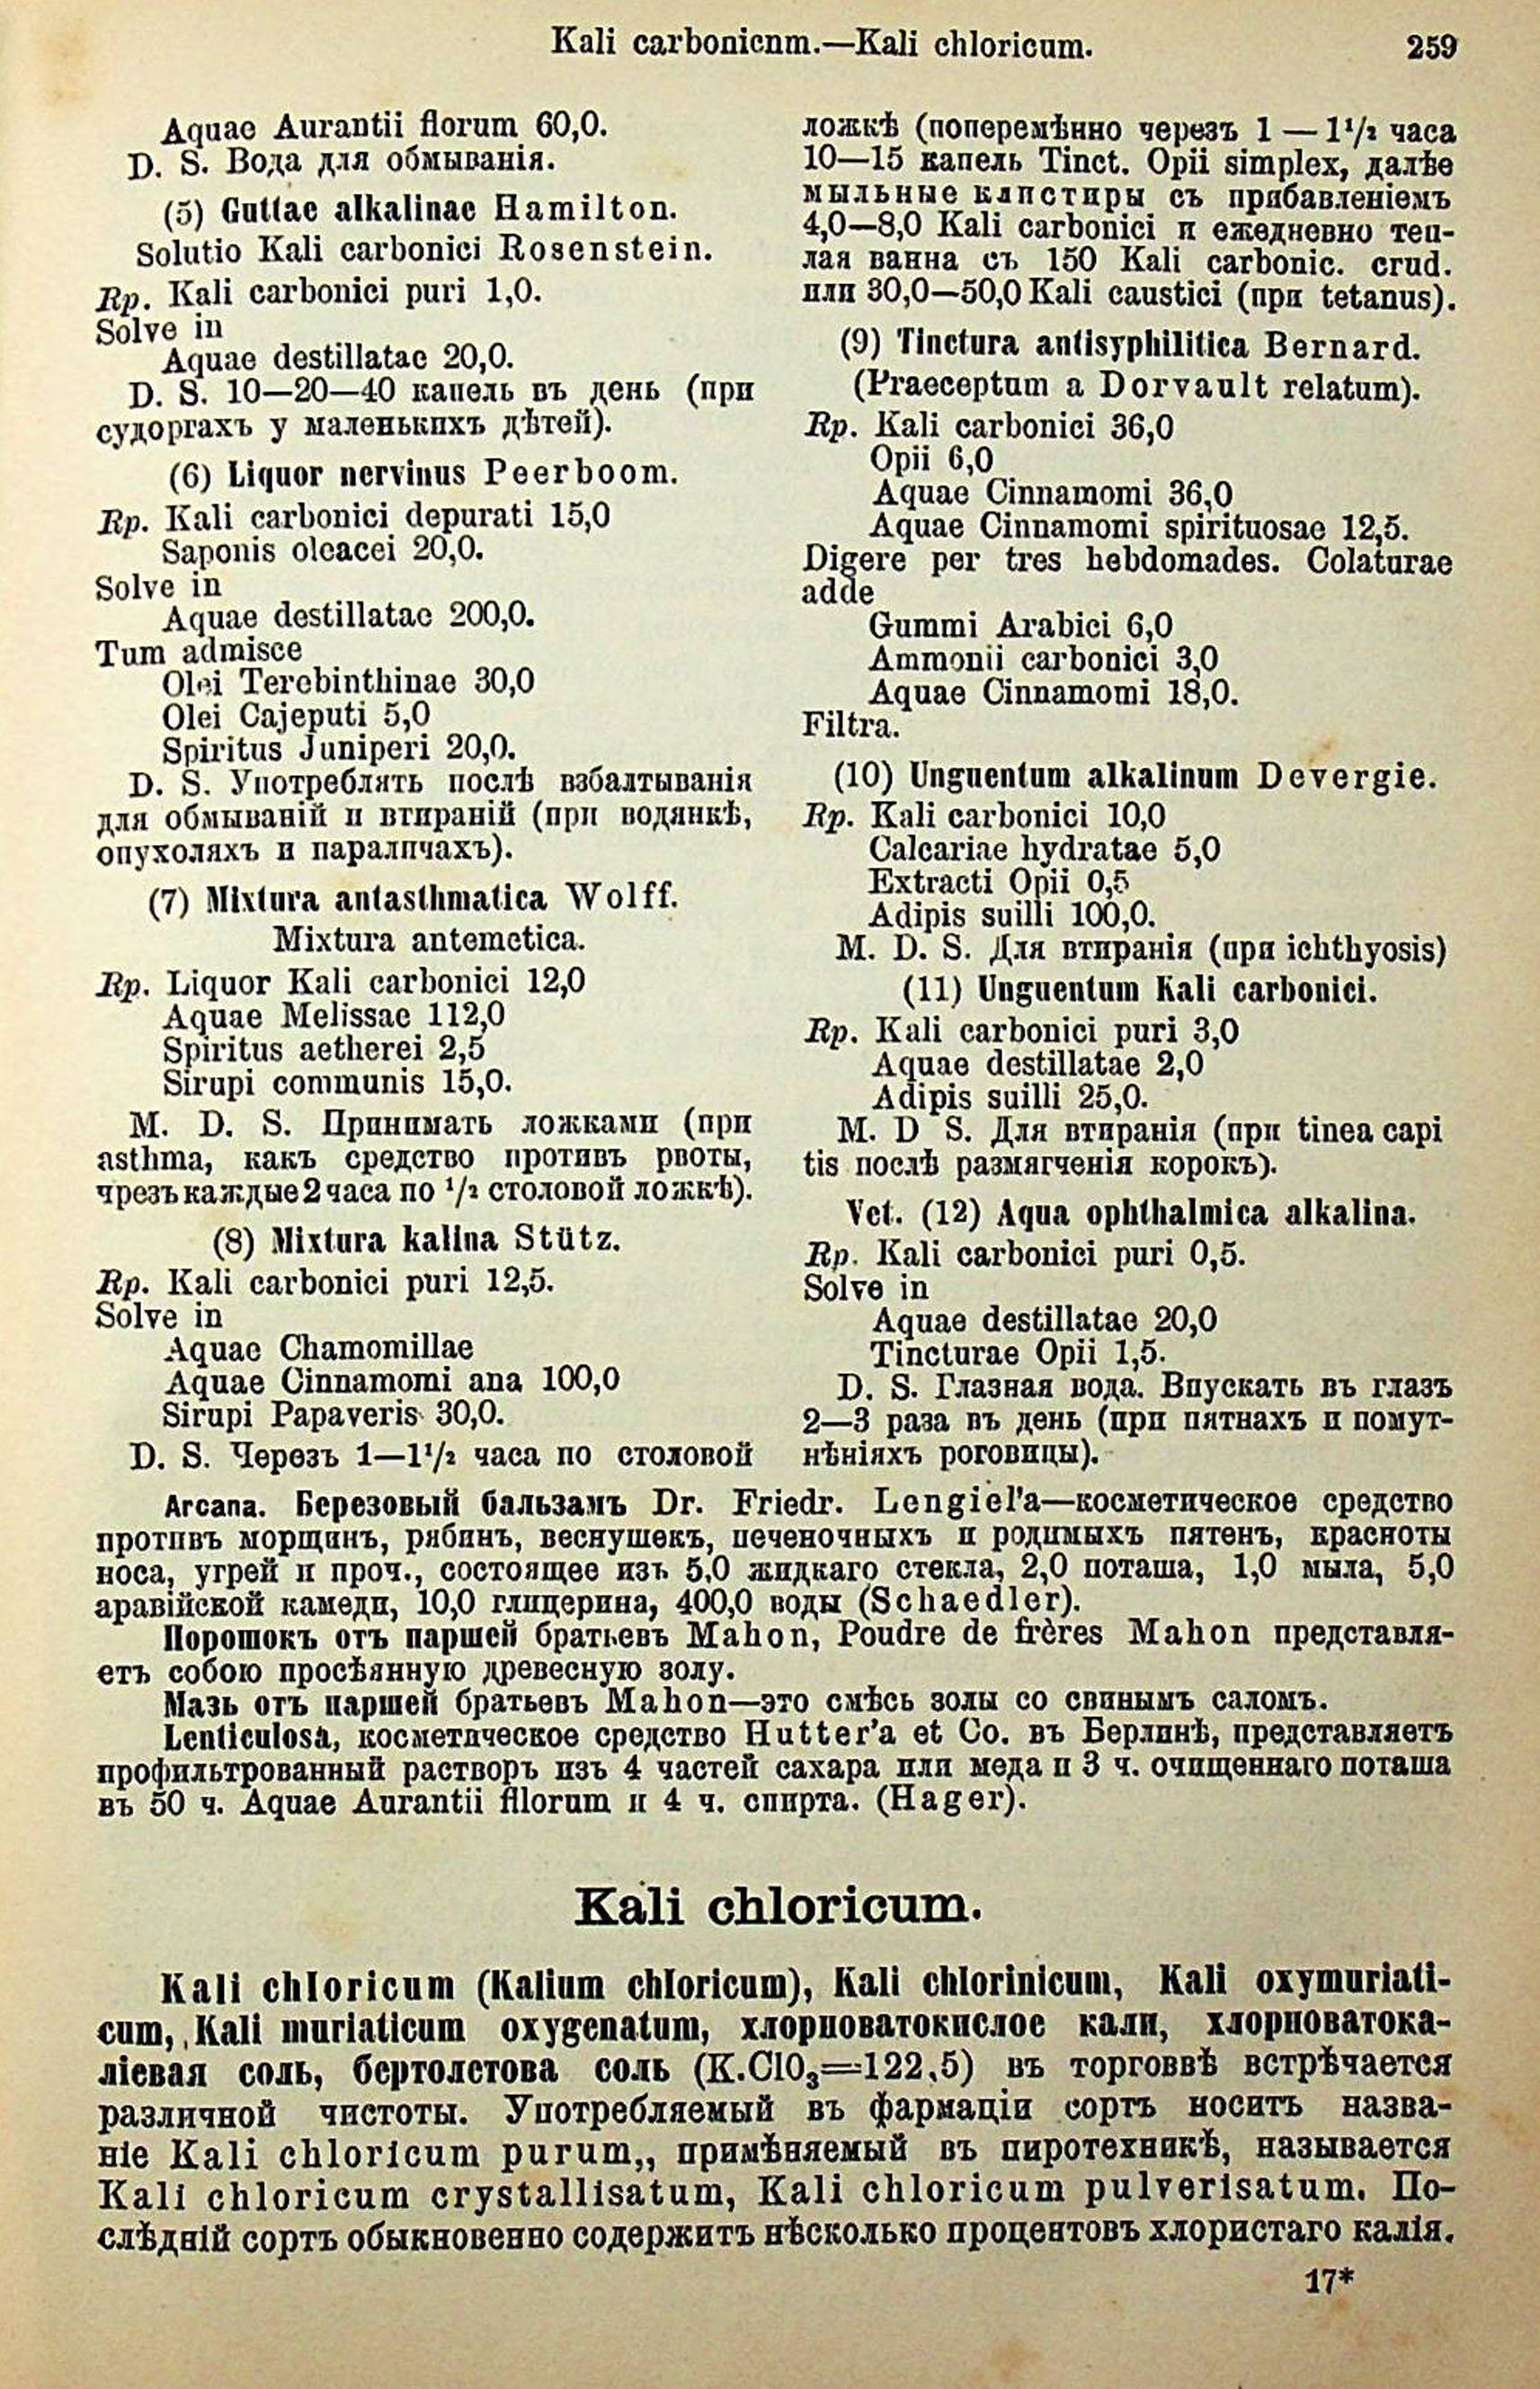 Kali carbonicnm.—Kali chloricum. 259
Aquae Aurantii florum 60,0.
D. S. Вода для обмыванія.
(5) Guttae alkalinae Hamilton.
Solutio Kali carbonici Rosenstein.
Rp. Kali carbonici puri 1,0.
Solve in
Aquae destillatae 20,0.
D. S. 10—20—40 капель въ день (при
судоргахъ у маленькихъ дѣтей).
(6) Liquor nervinus Peerboom.
Rp. Kali carbonici depurati 15,0
Saponis oleacei 20,0.
Solve in
Aquae destillatae 200,0.
Tum admisce
Olei Terebinthinae 30,0
Olei Cajeputi 5,0
Spiritus Juniperi 20,0.
D. S. Употреблять послѣ взбалтыванія
для обмываній и втираній (при водянкѣ,
опухоляхъ и параличахъ).
(7) Mixtura antasthmatica Wolff.
Mixtura antemetica.
Rp. Liquor Kali carbonici 12,0
Aquae Melissae 112,0
Spiritus aetherei 2,5
Sirupi communis 15,0.
M. D. S. Принимать ложками (при
asthma, какъ средство противъ рвоты,
чрезъ каждые 2 часа по 1/2 столовой ложкѣ).
(8) Mixtura kalina Stütz.
Rp. Kali carbonici puri 12,5.
Solve in
Aquae Chamomillae
Aquae Cinnamomi ana 100,0
Sirupi Papaveris 30,0.
D. S. Черезъ 1—1 1/2 часа по столовой
ложкѣ (поперемѣнно черезъ 1 — 1 1/2 часа
10—15 капель Tinct. Opii simplex, далѣе
мыльные клистиры съ прибавленіемъ
4,0—8,0 Kali carbonici и ежедневно теп-
лая ванна съ 150 Kali carbonic. crud.
или 30,0—50,0 Kali caustici (при tetanus).
(9) Tinctura antisyphilitica Bernard.
(Praeceptum a Dorvault relatum).
Rp. Kali carbonici 36,0
Opii 6,0
Aquae Cinnamomi 36,0
Aquae Cinnamomi spirituosae 12,5.
Digere per tres hebdomades. Colaturae
adde
Gummi Arabici 6,0
Ammonii carbonici 3,0
Aquae Cinnamomi 18,0.
Filtra.
(10) Unguentum alkalinum Devergie.
Rp. Kali carbonici 10,0
Calcariae hydratae 5,0
Extracti Opii 0,5
Adipis suilli 100,0.
M. D. S. Для втиранія (при ichthyosis)
(11) Unguentum Kali carbonici.
Rp. Kali carbonici puri 3,0
Aquae destillatae 2,0
Adipis suilli 25,0.
M. D S. Для втиранія (при tinea capi
tis послѣ размягченія корокъ).
Vet. (12) Aqua ophthalmica alkalina.
Rp. Kali carbonici puri 0,5.
Solve in
Aquae destillatae 20,0
Tincturae Opii 1,5.
D. S. Глазная вода. Впускать въ глазъ
2—3 раза въ день (при пятнахъ и помут-
нѣніяхъ роговицы).
Arcana. Березовый бальзамъ Dr. Friedr. Lengiel'a—косметическое средство
противъ морщинъ, рябинъ, веснушекъ, печеночныхъ и родимыхъ пятенъ, красноты
носа, угрей и проч., состоящее изъ 5,0 жидкаго стекла, 2,0 поташа, 1,0 мыла, 5,0
аравійской камеди, 10,0 глицерина, 400,0 воды (Schaedler).
Порошокъ отъ паршей братьевъ Mahon, Poudre de frères Mahon представля-
етъ собою просѣянную древесную золу.
Мазь отъ паршей братьевъ Mahon—это смѣсь золы со свинымъ саломъ.
Lenticulosa, косметическое средство Hutter'a et Co. въ Берлинѣ, представляетъ
профильтрованный растворъ изъ 4 частей сахара или меда и 3 ч. очищеннаго поташа
въ 50 ч. Aquae Aurantii fllorum и 4 ч. спирта. (Hager).
Kali chloricum.
Kali chloricum (Kalium chloricum), Kali chlorinicum, Kali oxymuriati-
cum, Kali muriaticum oxygenatum, хлорноватокислое кали, хлорноватока-
ліевая соль, бертолетова соль (K.ClO₃=122,5) въ торговвѣ встрѣчается
различной чистоты. Употребляемый въ фармаціи сортъ носитъ назва-
ніе Kali chloricum purum,, примѣняемый въ пиротехникѣ, называется
Kali chloricum crystallisatum, Kali chloricum pulverisatum. По-
слѣдній сортъ обыкновенно содержитъ нѣсколько процентовъ хлористаго калія.
17*